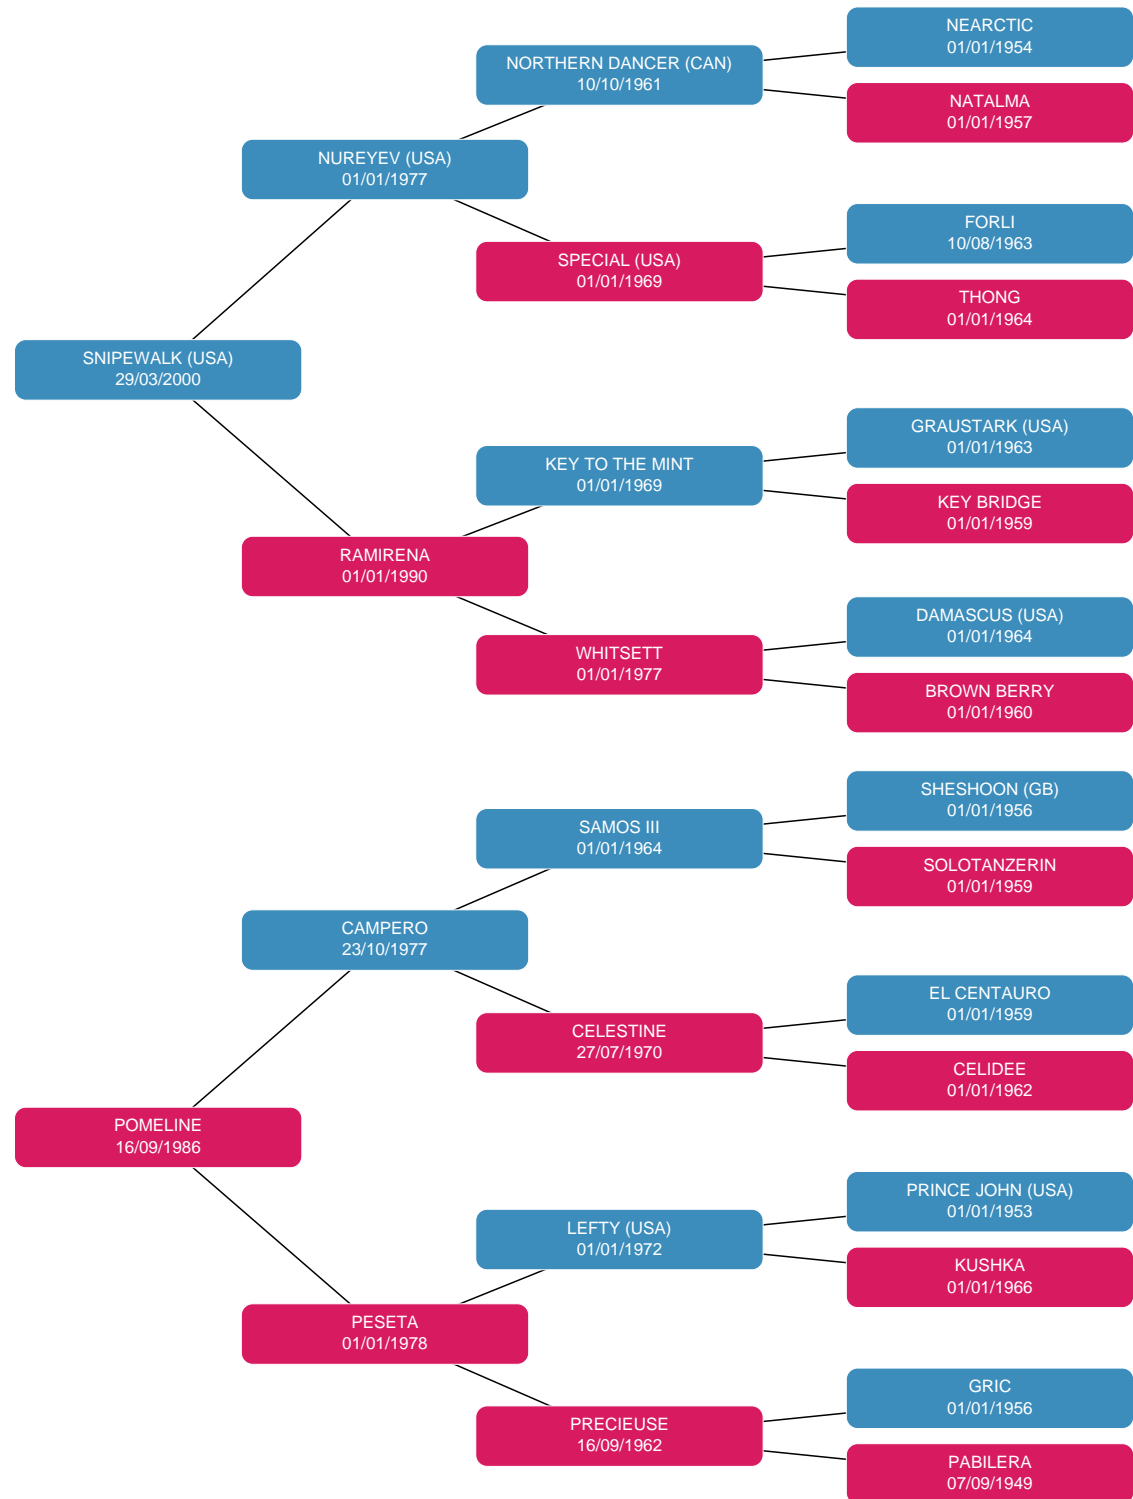 NEARCTIC
01/01/1954
NORTHERN DANCER (CAN)
10/10/1961
NATALMA
01/01/1957
NUREYEV (USA)
01/01/1977
FORLI
10/08/1963
SPECIAL (USA)
01/01/1969
THONG
01/01/1964
SNIPEWALK (USA)
29/03/2000
GRAUSTARK (USA)
01/01/1963
KEY TO THE MINT
01/01/1969
KEY BRIDGE
01/01/1959
RAMIRENA
01/01/1990
DAMASCUS (USA)
01/01/1964
WHITSETT
01/01/1977
BROWN BERRY
01/01/1960
SHESHOON (GB)
01/01/1956
SAMOS III
01/01/1964
SOLOTANZERIN
01/01/1959
CAMPERO
23/10/1977
EL CENTAURO
01/01/1959
CELESTINE
27/07/1970
CELIDEE
01/01/1962
POMELINE
16/09/1986
PRINCE JOHN (USA)
01/01/1953
LEFTY (USA)
01/01/1972
KUSHKA
01/01/1966
PESETA
01/01/1978
GRIC
01/01/1956
PRECIEUSE
16/09/1962
PABILERA
07/09/1949